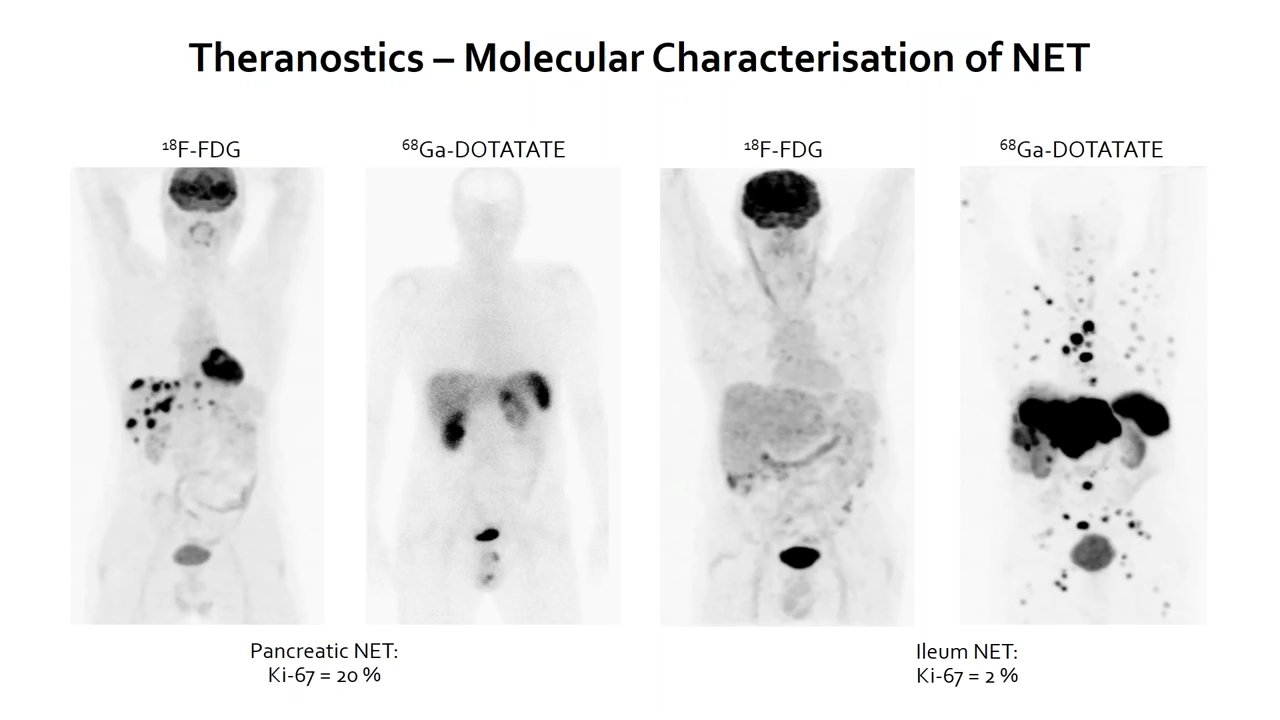 Theranostics – Molecular Characterisation of NET
¹⁸F-FDG
⁶⁸Ga-DOTATATE
¹⁸F-FDG
⁶⁸Ga-DOTATATE
Pancreatic NET:
Ki-67 = 20 %
Ileum NET:
Ki-67 = 2 %